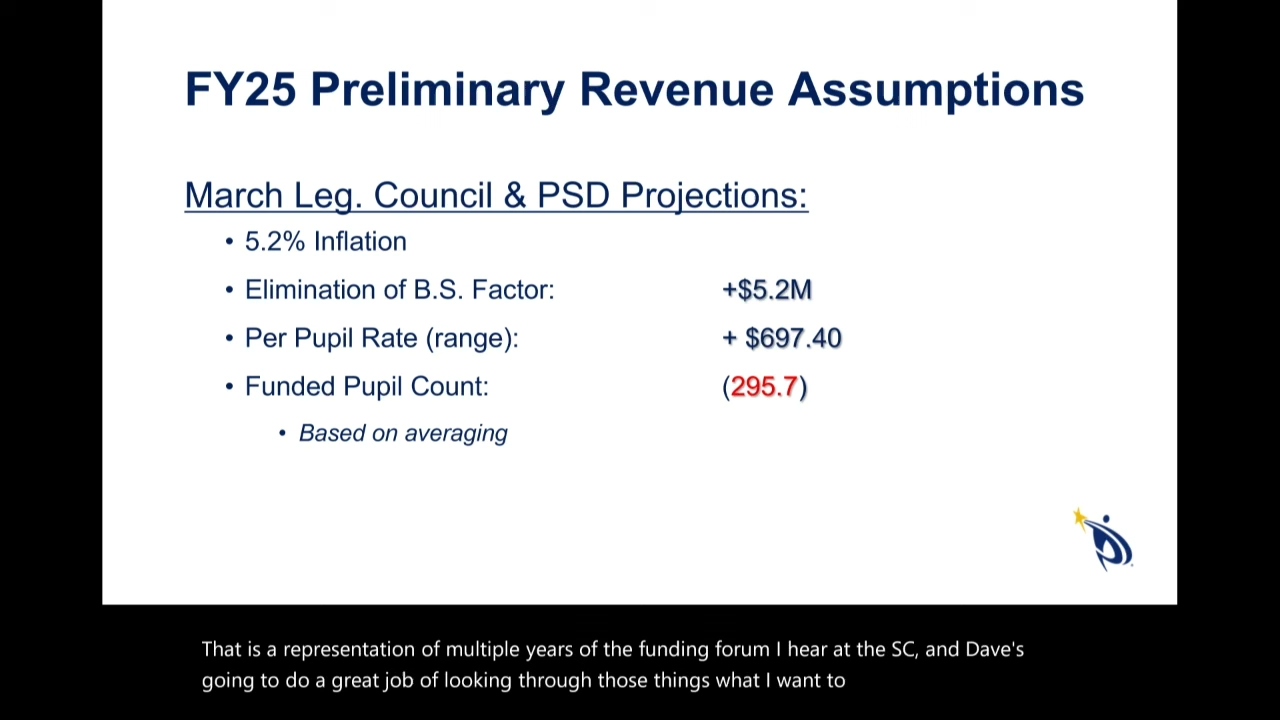 FY25 Preliminary Revenue Assumptions
March Leg. Council & PSD Projections:
• 5.2% Inflation
• Elimination of B.S. Factor: +$5.2M
• Per Pupil Rate (range): + $697.40
• Funded Pupil Count: (295.7)
• Based on averaging
That is a representation of multiple years of the funding forum I hear at the SC, and Dave's
going to do a great job of looking through those things what I want to